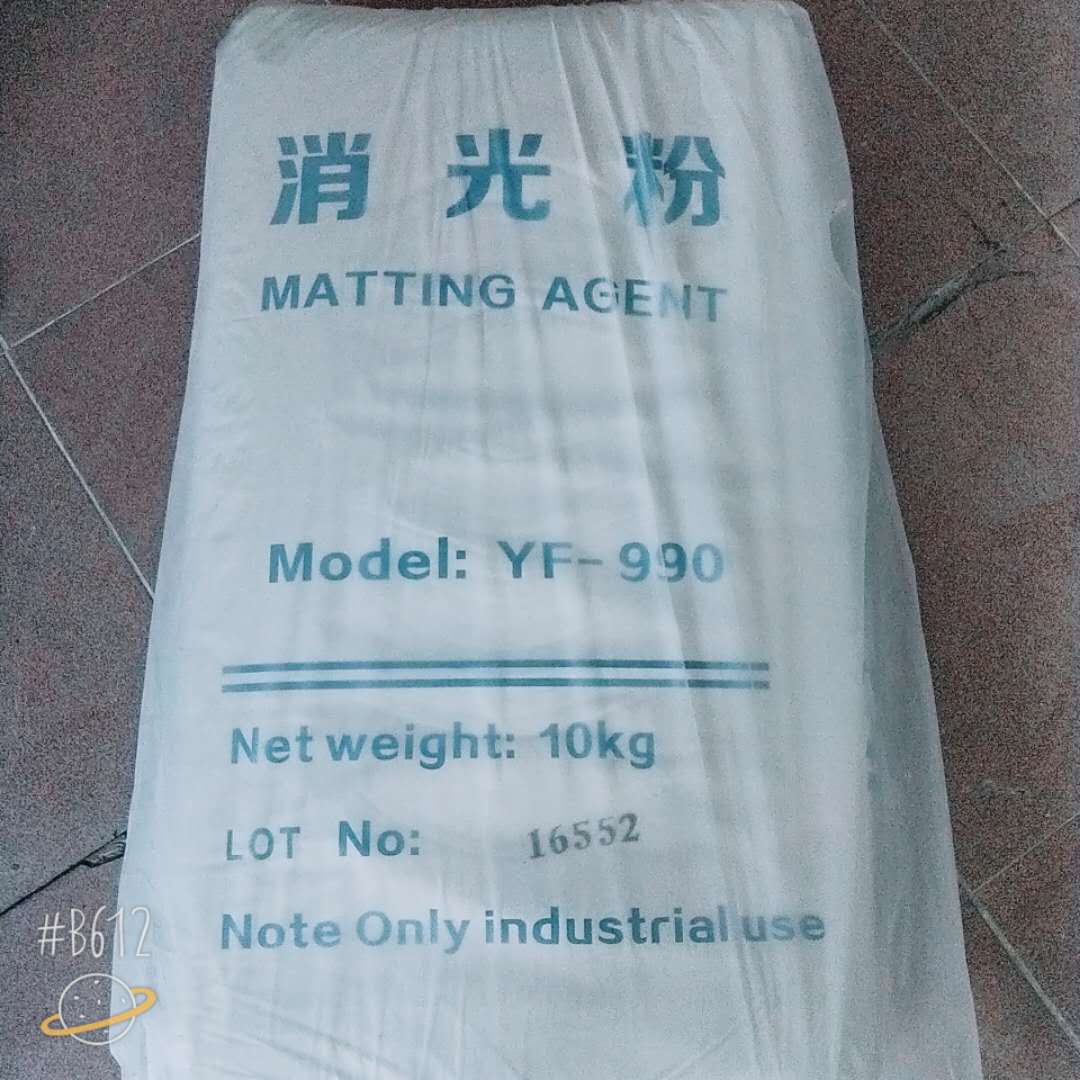 消光粉
MATTING AGENT
Model: YF-990
Net weight: 10kg
LOT No: 16552
Note Only industrial use
#B612